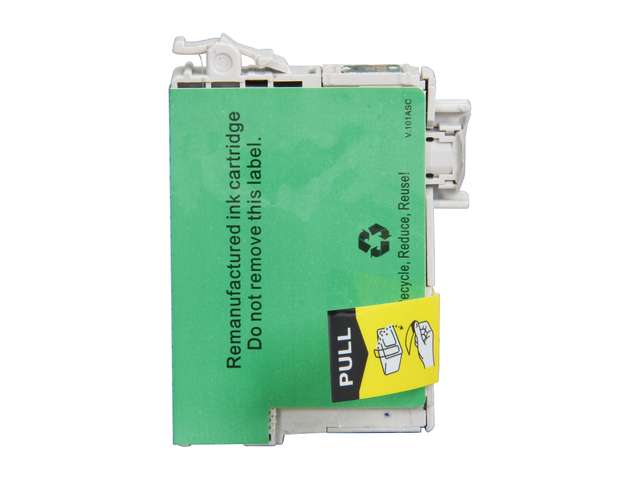 Remanufactured ink cartridge
Do not remove this label.
V.101ASC
Recycle, Reduce, Reuse!
PULL